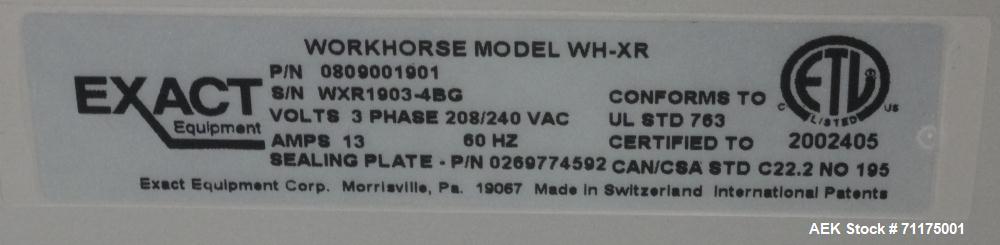 WORKHORSE MODEL WH-XR
EXACT
Equipment
P/N 0809001901
S/N WXR1903-4BG
VOLTS 3 PHASE 208/240 VAC
AMPS 13 60 HZ
SEALING PLATE - P/N 0269774592
CONFORMS TO
UL STD 763
CERTIFIED TO
CAN/CSA STD C22.2 NO 195
ETL
C US
LISTED
2002405
Exact Equipment Corp. Morrisville, Pa. 19067 Made in Switzerland International Patents
AEK Stock # 71175001